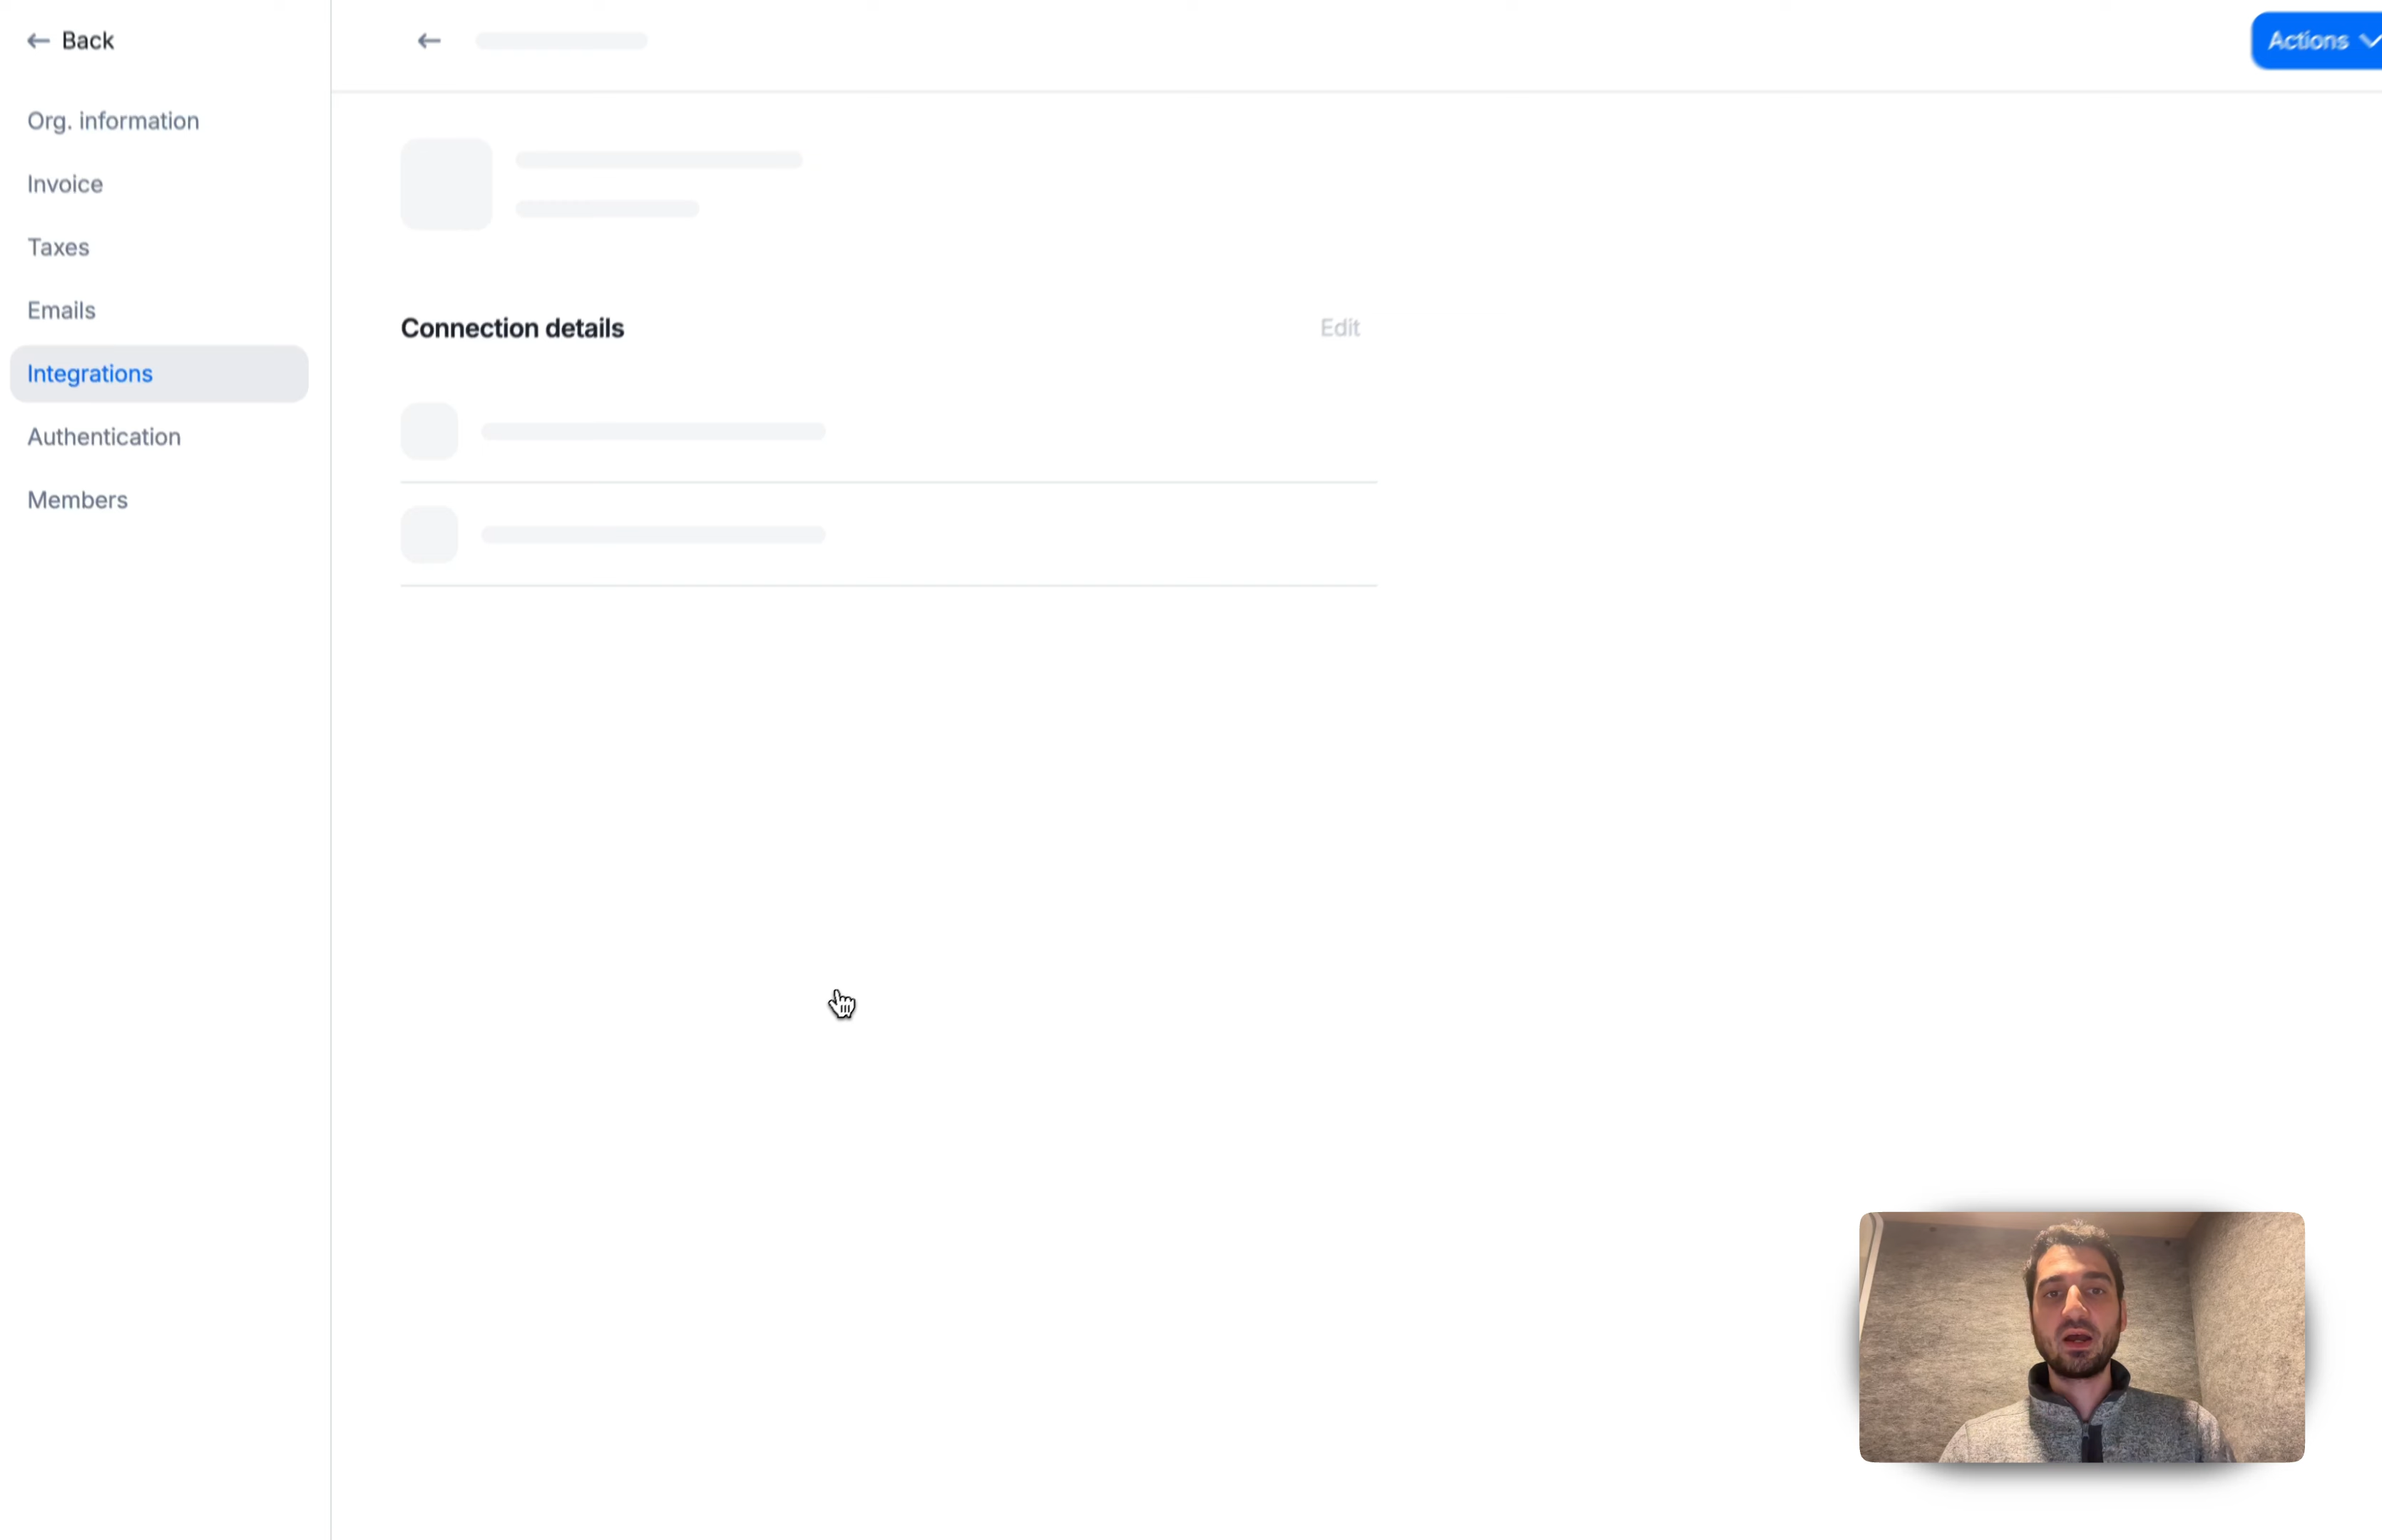 Back
Org. information
Invoice
Taxes
Emails
Integrations
Authentication
Members
Actions
Connection details
Edit